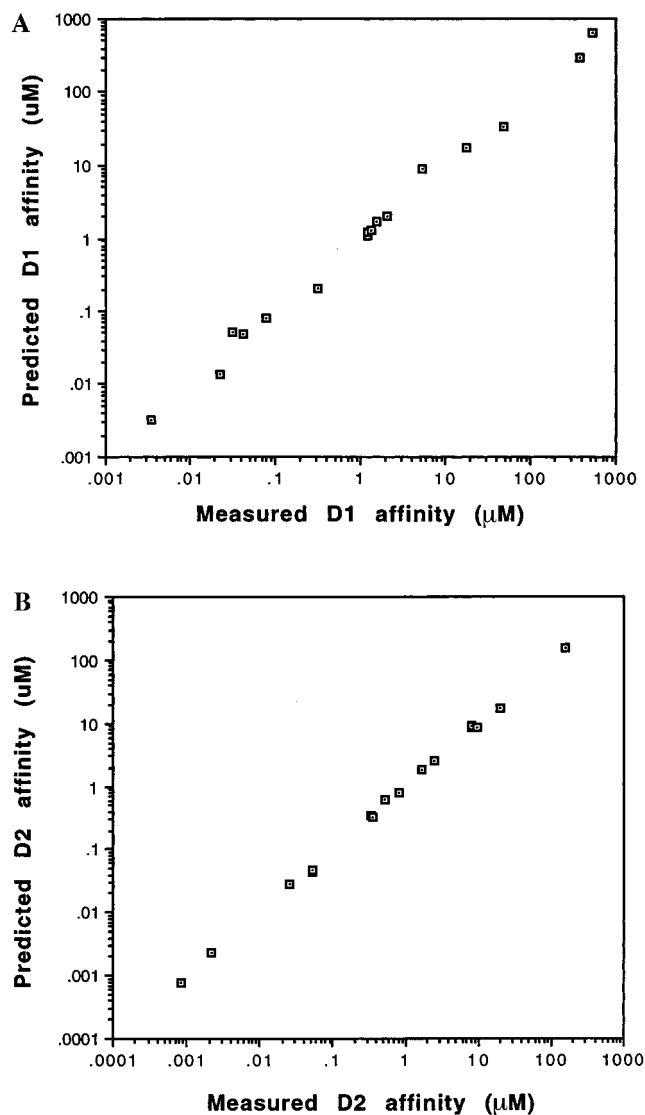 A
1000
100
10
1
.1
.01
.001
Predicted D1 affinity (uM)
.001 .01 .1 1 10 100 1000
Measured D1 affinity (μM)
B
1000
100
10
1
.1
.01
.001
.0001
Predicted D2 affinity (uM)
.0001 .001 .01 .1 1 10 100 1000
Measured D2 affinity (μM)